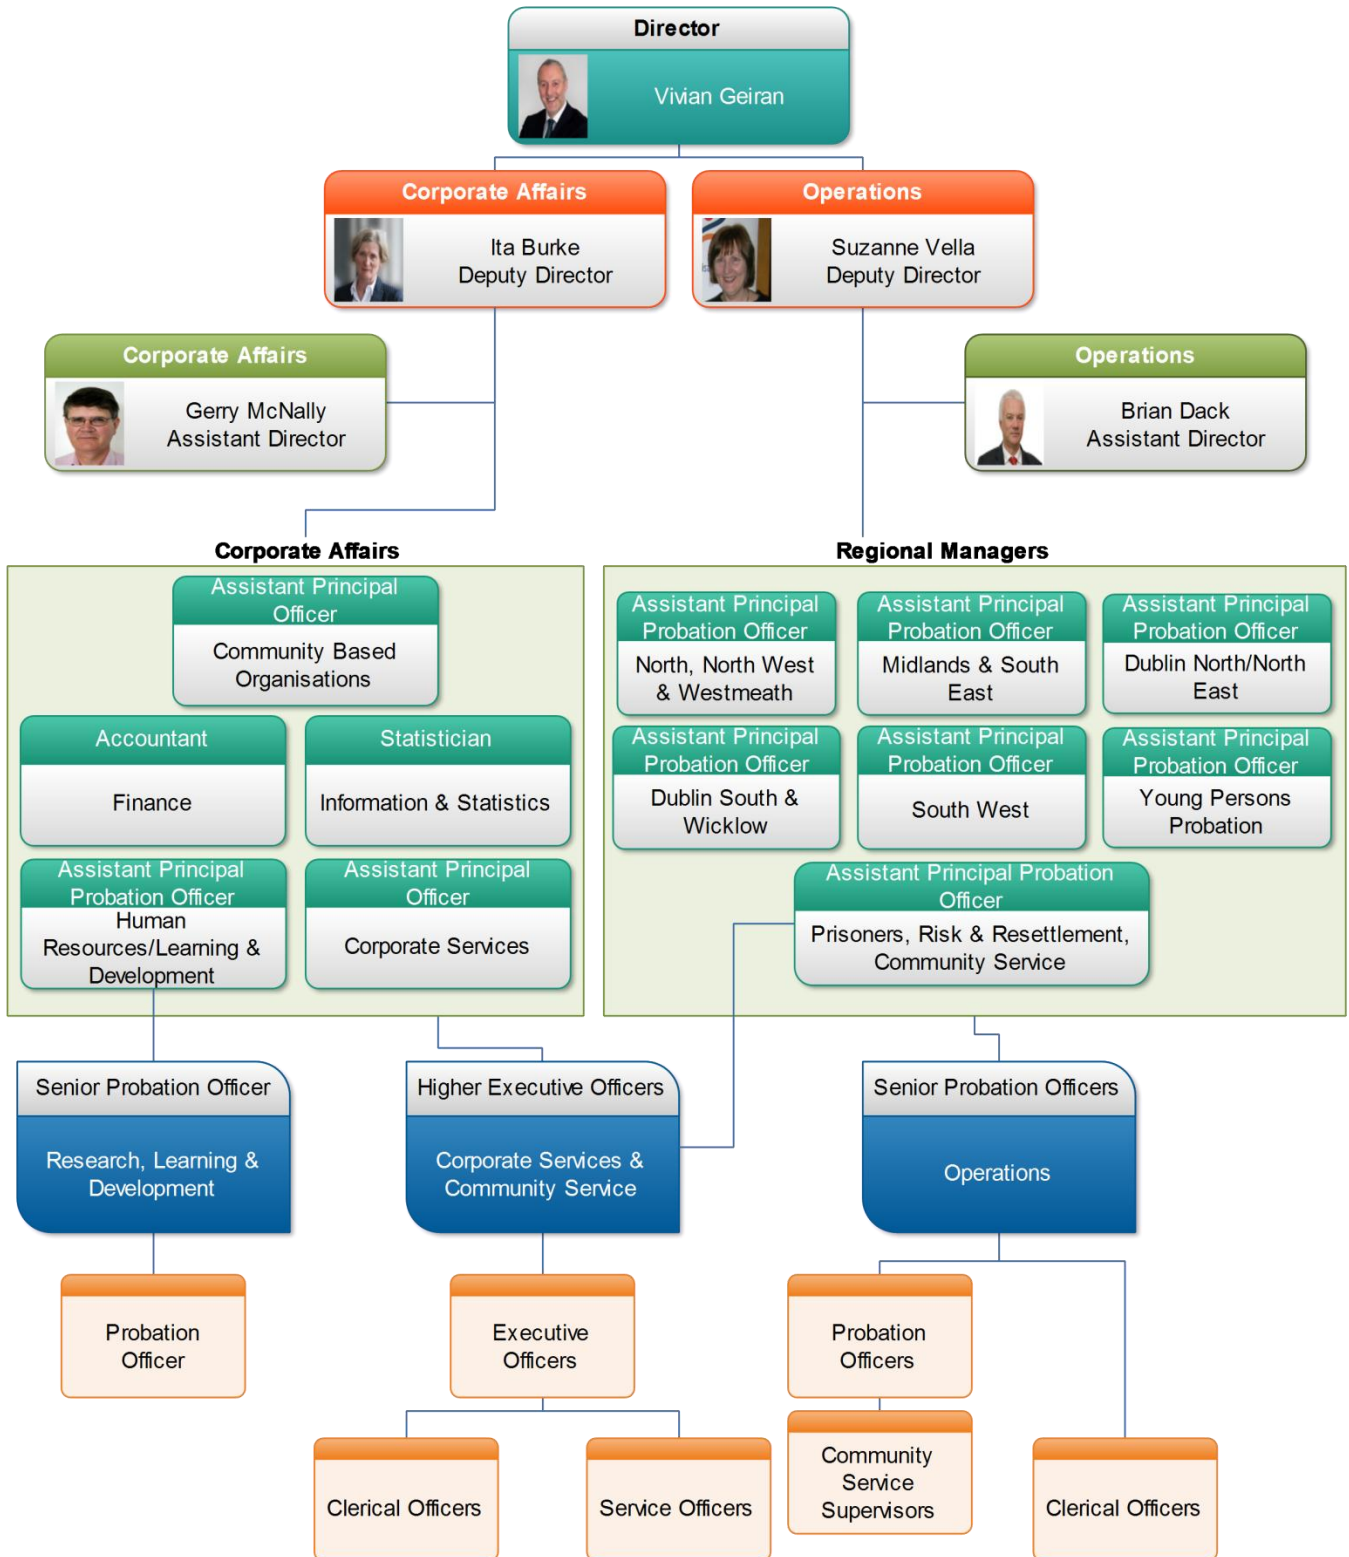 Director
Vivian Geiran
Corporate Affairs
Ita Burke
Deputy Director
Operations
Suzanne Vella
Deputy Director
Corporate Affairs
Gerry McNally
Assistant Director
Operations
Brian Dack
Assistant Director
Corporate Affairs
Assistant Principal
Officer
Community Based
Organisations
Accountant
Finance
Statistician
Information & Statistics
Assistant Principal
Probation Officer
Human
Resources/Learning &
Development
Assistant Principal
Officer
Corporate Services
Regional Managers
Assistant Principal
Probation Officer
North, North West
& Westmeath
Assistant Principal
Probation Officer
Midlands & South
East
Assistant Principal
Probation Officer
Dublin North/North
East
Assistant Principal
Probation Officer
Dublin South &
Wicklow
Assistant Principal
Probation Officer
South West
Assistant Principal
Probation Officer
Young Persons
Probation
Assistant Principal Probation
Officer
Prisoners, Risk & Resettlement,
Community Service
Senior Probation Officer
Research, Learning &
Development
Higher Executive Officers
Corporate Services &
Community Service
Senior Probation Officers
Operations
Probation
Officer
Executive
Officers
Probation
Officers
Clerical Officers
Service Officers
Community
Service
Supervisors
Clerical Officers